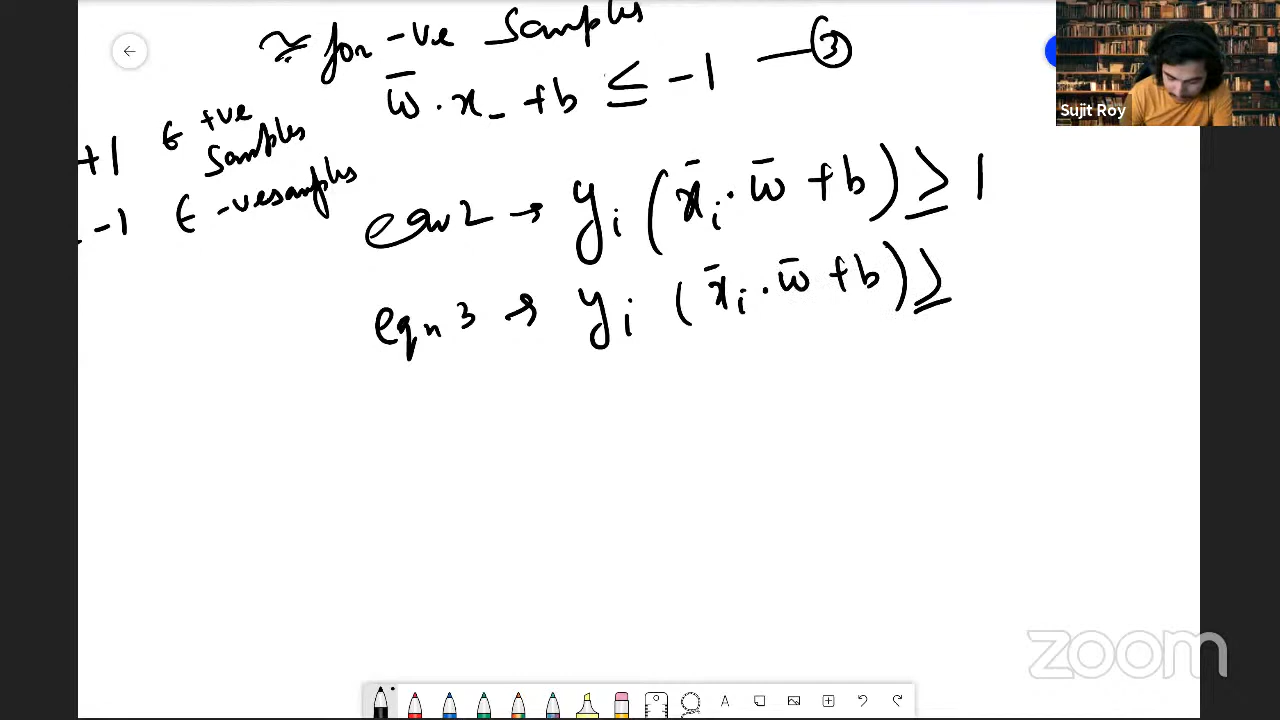 ≅ for -ve Samples
w̄ . x₋ + b ≤ -1 — ③
+1 ∈ +ve Samples
-1 ∈ -ve samples
eqn 2 → yᵢ ( x̄ᵢ . w̄ + b ) ≥ 1
eqn 3 → yᵢ ( x̄ᵢ . w̄ + b ) ≥
Sujit Roy
A
zoom